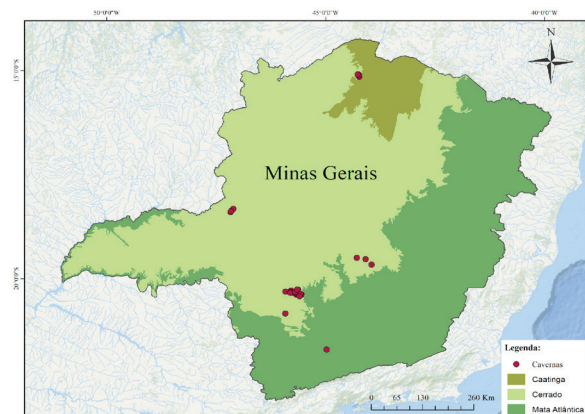 50°0'0"W 45°0'0"W 40°0'0"W
N
15°0'0"S
Minas Gerais
20°0'0"S
Legenda:
Cavernas
Caatinga
Cerrado
Mata Atlântica
0 65 130 260 KM